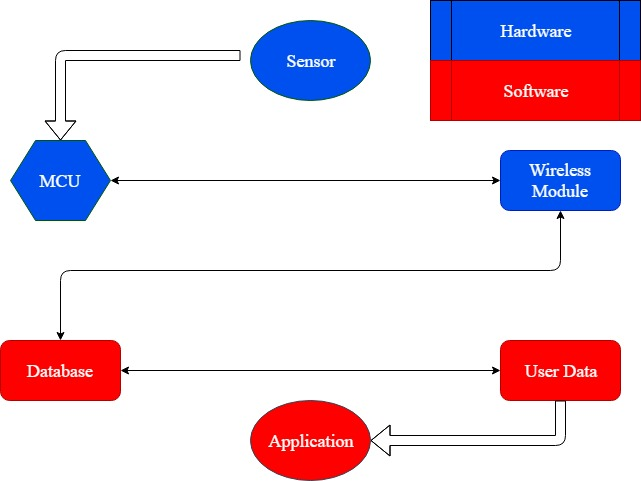 Hardware
Sensor
Software
MCU
Wireless
Module
Database
User Data
Application